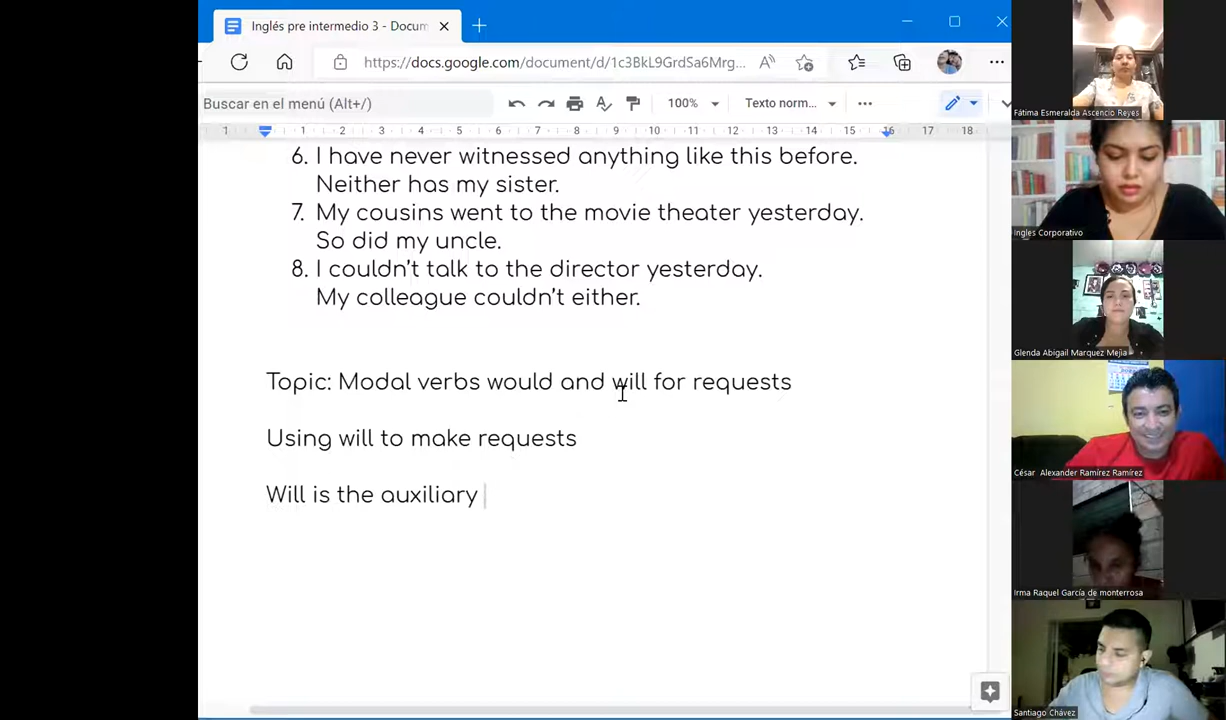 Inglés pre intermedio 3 - Docum
https://docs.google.com/document/d/1c3BkL9GrdSa6Mrg...
Buscar en el menú (Alt+/)
100%
Texto norm...
1 1 2 3 4 5 6 7 8 9 10 11 12 13 14 15 16 17 18
6. I have never witnessed anything like this before.
Neither has my sister.
7. My cousins went to the movie theater yesterday.
So did my uncle.
8. I couldn't talk to the director yesterday.
My colleague couldn't either.
Topic: Modal verbs would and will for requests
Using will to make requests
Will is the auxiliary
Fátima Esmeralda Ascencio Reyes
Ingles Corporativo
Glenda Abigail Marquez Mejia
César Alexander Ramírez Ramírez
Irma Raquel García de monterrosa
Santiago Chávez